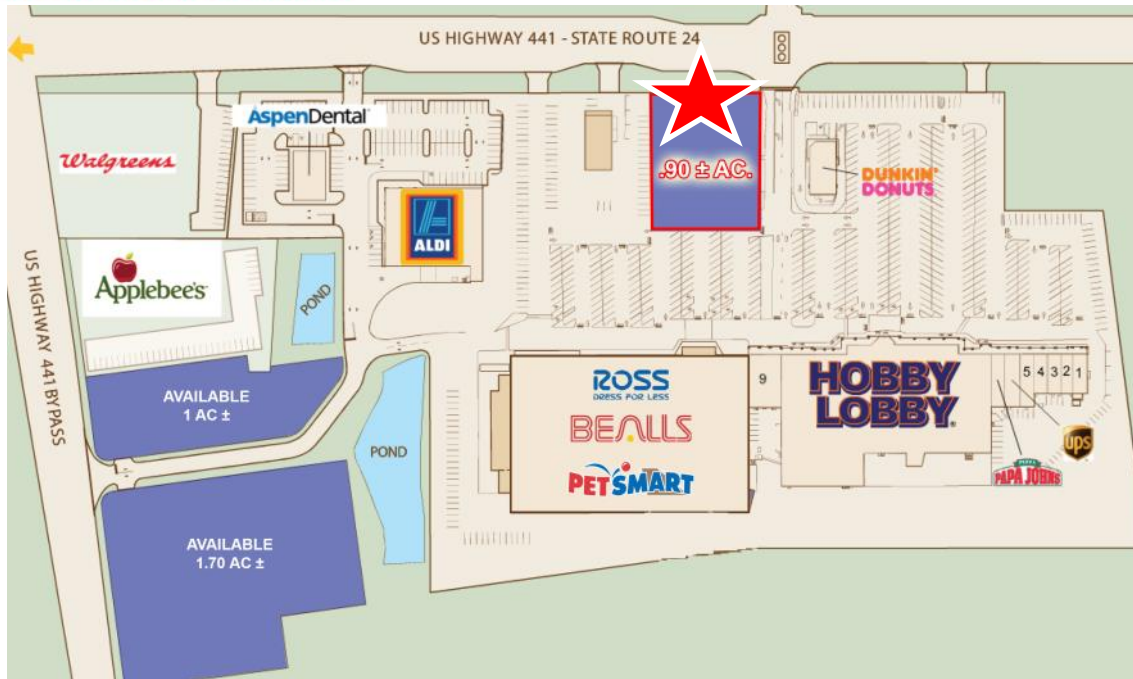 US HIGHWAY 441 - STATE ROUTE 24
AspenDental
Walgreens
.90 ± AC.
DUNKIN'
DONUTS
ALDI
Applebee's
POND
US HIGHWAY 441 BYPASS
AVAILABLE
1 AC ±
POND
AVAILABLE
1.70 AC ±
ROSS
DRESS FOR LESS
BEALLS
PETSMART
9
HOBBY
LOBBY
5 4 3 2 1
ups
PAPA JOHNS